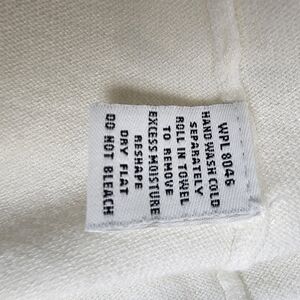 WPL 8046
HAND WASH COLD
SEPARATELY
ROLL IN TOWEL
TO REMOVE
EXCESS MOISTURE
RESHAPE
DRY FLAT
DO NOT BLEACH